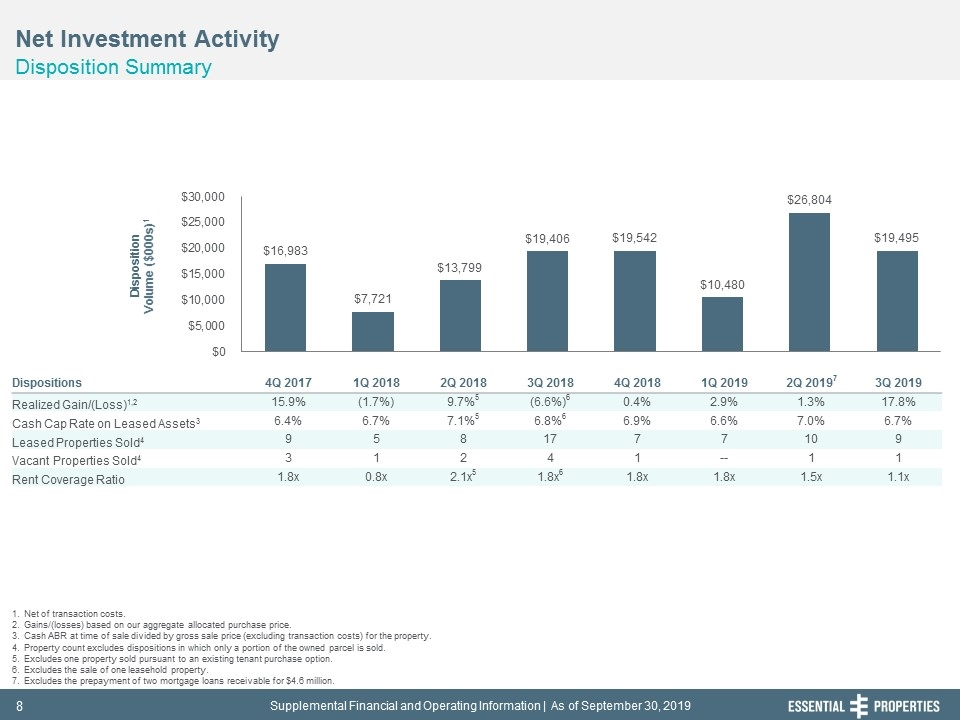 Net Investment Activity
Disposition Summary
Disposition
Volume ($000s)1
$30,000
$25,000
$20,000
$15,000
$10,000
$5,000
$0
$16,983
$7,721
$13,799
$19,406
$19,542
$10,480
$26,804
$19,495
Dispositions 4Q 2017 1Q 2018 2Q 2018 3Q 2018 4Q 2018 1Q 2019 2Q 20197 3Q 2019
Realized Gain/(Loss)1,2 15.9% (1.7%) 9.7%5 (6.6%)6 0.4% 2.9% 1.3% 17.8%
Cash Cap Rate on Leased Assets3 6.4% 6.7% 7.1%5 6.8%6 6.9% 6.6% 7.0% 6.7%
Leased Properties Sold4 9 5 8 17 7 7 10 9
Vacant Properties Sold4 3 1 2 4 1 -- 1 1
Rent Coverage Ratio 1.8x 0.8x 2.1x5 1.8x6 1.8x 1.8x 1.5x 1.1x
1. Net of transaction costs.
2. Gains/(losses) based on our aggregate allocated purchase price.
3. Cash ABR at time of sale divided by gross sale price (excluding transaction costs) for the property.
4. Property count excludes dispositions in which only a portion of the owned parcel is sold.
5. Excludes one property sold pursuant to an existing tenant purchase option.
6. Excludes the sale of one leasehold property.
7. Excludes the prepayment of two mortgage loans receivable for $4.6 million.
8 Supplemental Financial and Operating Information | As of September 30, 2019 ESSENTIAL PROPERTIES